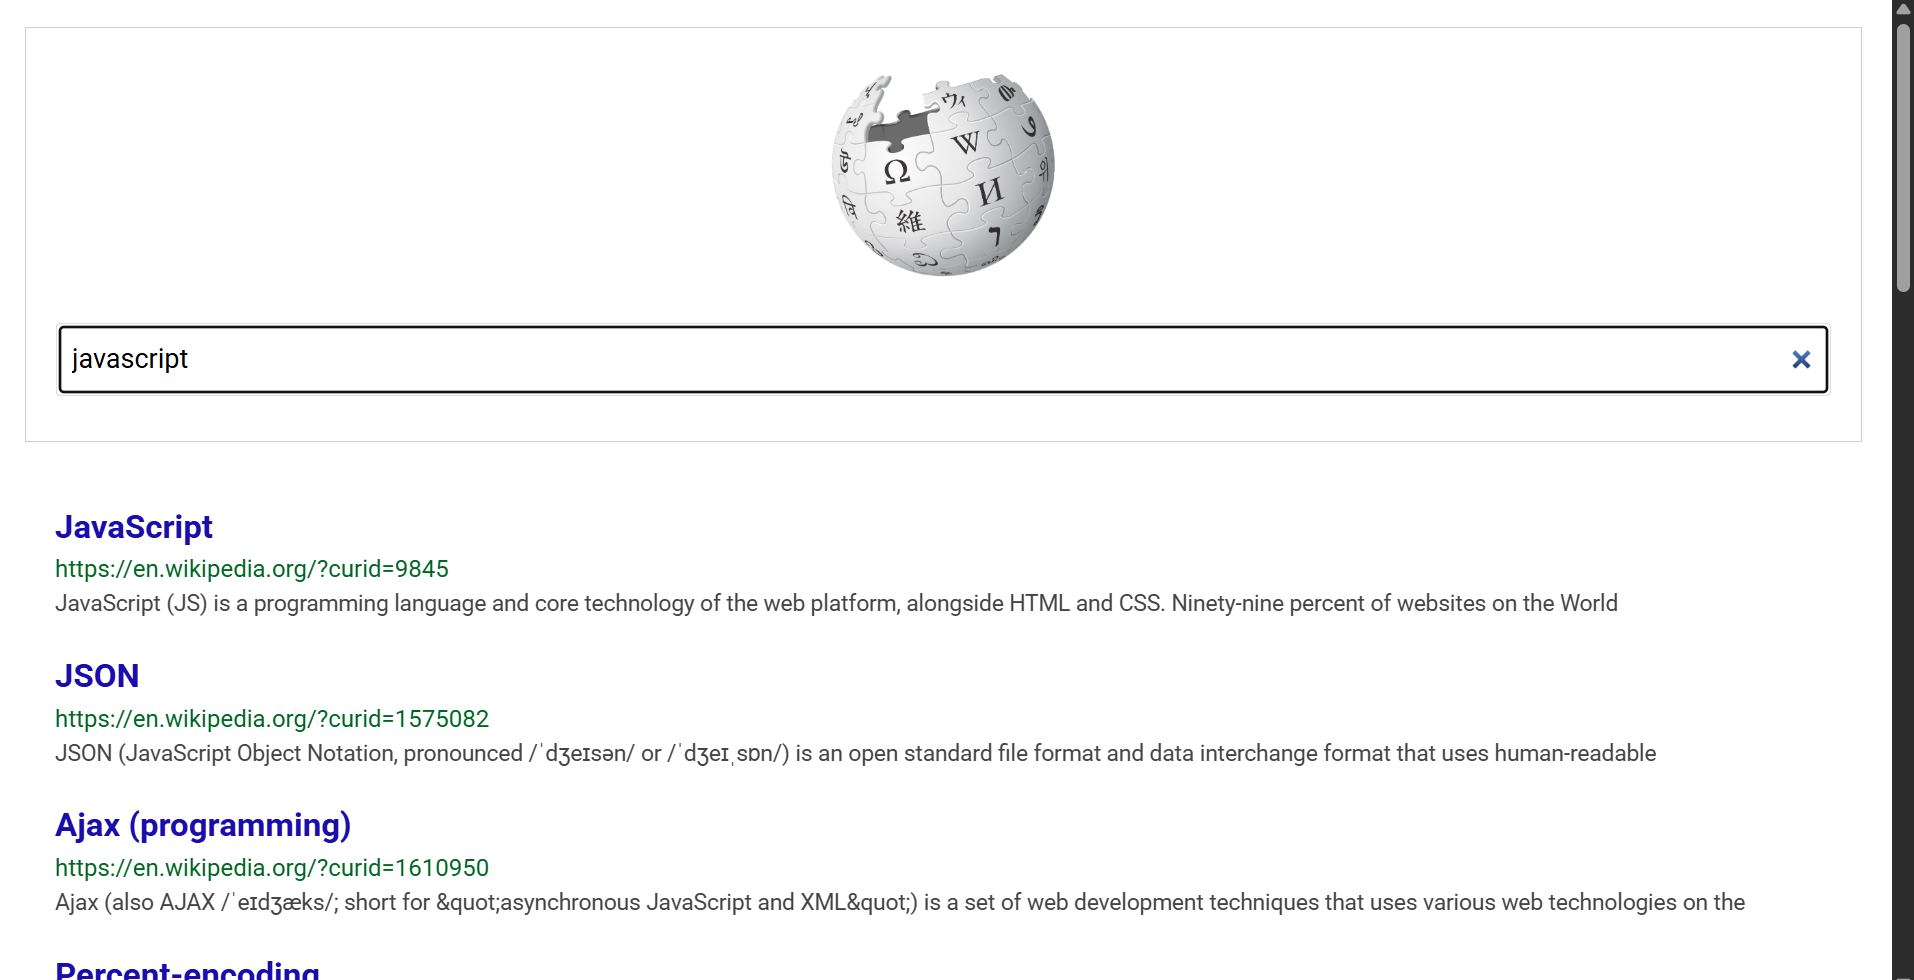 Ω
W
И
維
ウィ
javascript
JavaScript
https://en.wikipedia.org/?curid=9845
JavaScript (JS) is a programming language and core technology of the web platform, alongside HTML and CSS. Ninety-nine percent of websites on the World
JSON
https://en.wikipedia.org/?curid=1575082
JSON (JavaScript Object Notation, pronounced /ˈdʒeɪsən/ or /ˈdʒeɪˌsɒn/) is an open standard file format and data interchange format that uses human-readable
Ajax (programming)
https://en.wikipedia.org/?curid=1610950
Ajax (also AJAX /ˈeɪdʒæks/; short for &quot;asynchronous JavaScript and XML&quot;) is a set of web development techniques that uses various web technologies on the
Percent-encoding